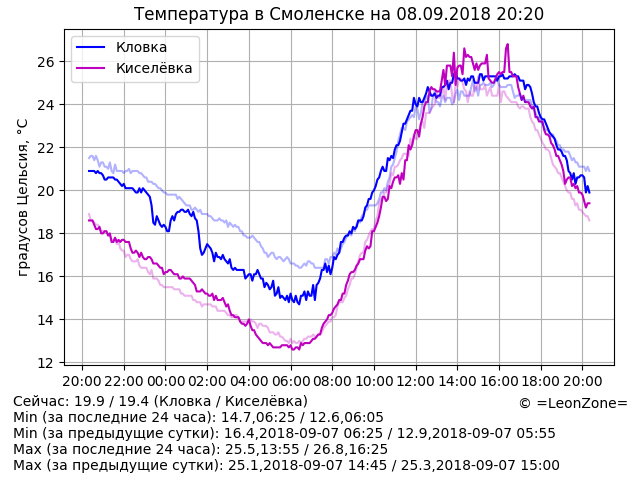 Температура в Смоленске на 08.09.2018 20:20
Кловка
Киселёвка
градусов Цельсия, °C
26
24
22
20
18
16
14
12
20:00 22:00 00:00 02:00 04:00 06:00 08:00 10:00 12:00 14:00 16:00 18:00 20:00
Сейчас: 19.9 / 19.4 (Кловка / Киселёвка)
© =LeonZone=
Min (за последние 24 часа): 14.7,06:25 / 12.6,06:05
Min (за предыдущие сутки): 16.4,2018-09-07 06:25 / 12.9,2018-09-07 05:55
Max (за последние 24 часа): 25.5,13:55 / 26.8,16:25
Max (за предыдущие сутки): 25.1,2018-09-07 14:45 / 25.3,2018-09-07 15:00